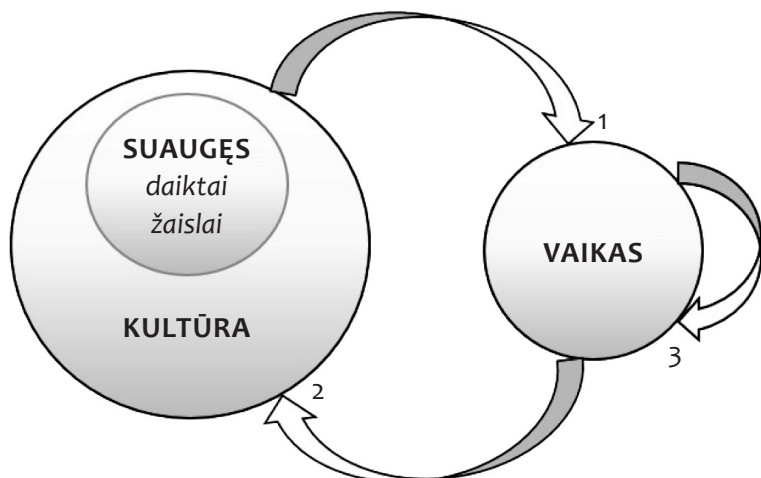 1
SUAUGĘS
daiktai
žaislai
VAIKAS
KULTŪRA
3
2